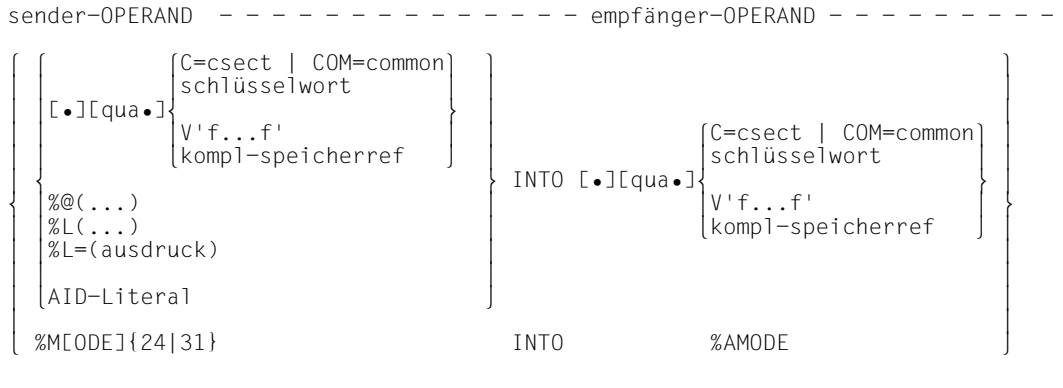 sender-OPERAND – – – – – – – – – – – – – – – empfänger-OPERAND – – – – – – – – –
C=csect | COM=common
schlüsselwort
[•][qua•]
V'f...f'
kompl-speicherref
C=csect | COM=common
schlüsselwort
INTO [•][qua•]
V'f...f'
kompl-speicherref
%@(...)
%L(...)
%L=(ausdruck)
AID-Literal
%M[ODE]{24|31} INTO %AMODE